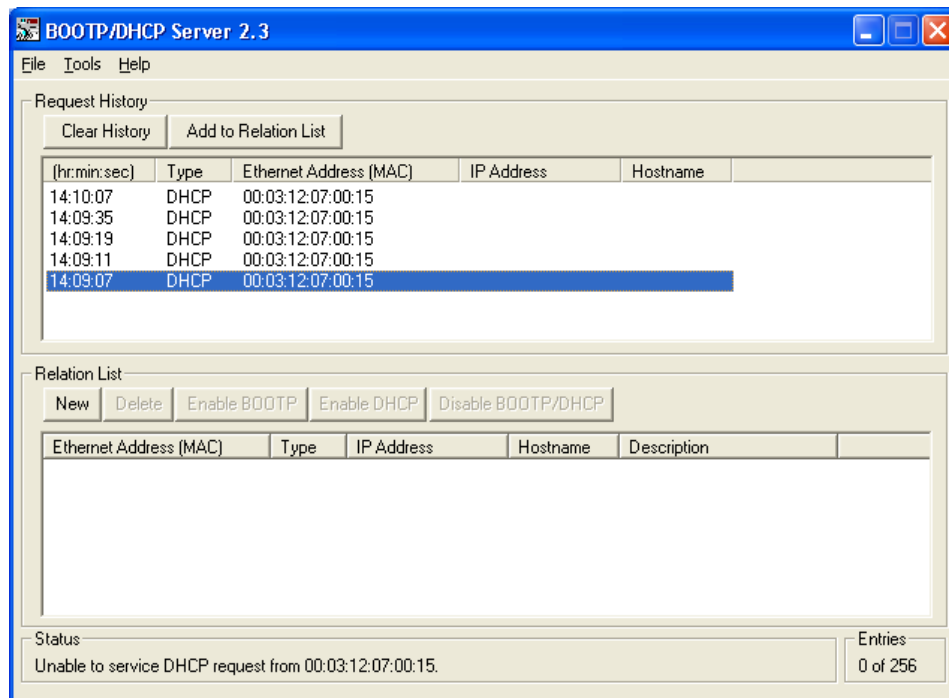 BOOTP/DHCP Server 2.3
File Tools Help
Request History
Clear History Add to Relation List
(hr:min:sec) Type Ethernet Address (MAC) IP Address Hostname
14:10:07 DHCP 00:03:12:07:00:15
14:09:35 DHCP 00:03:12:07:00:15
14:09:19 DHCP 00:03:12:07:00:15
14:09:11 DHCP 00:03:12:07:00:15
14:09:07 DHCP 00:03:12:07:00:15
Relation List
New Delete Enable BOOTP Enable DHCP Disable BOOTP/DHCP
Ethernet Address (MAC) Type IP Address Hostname Description
Status
Unable to service DHCP request from 00:03:12:07:00:15.
Entries
0 of 256